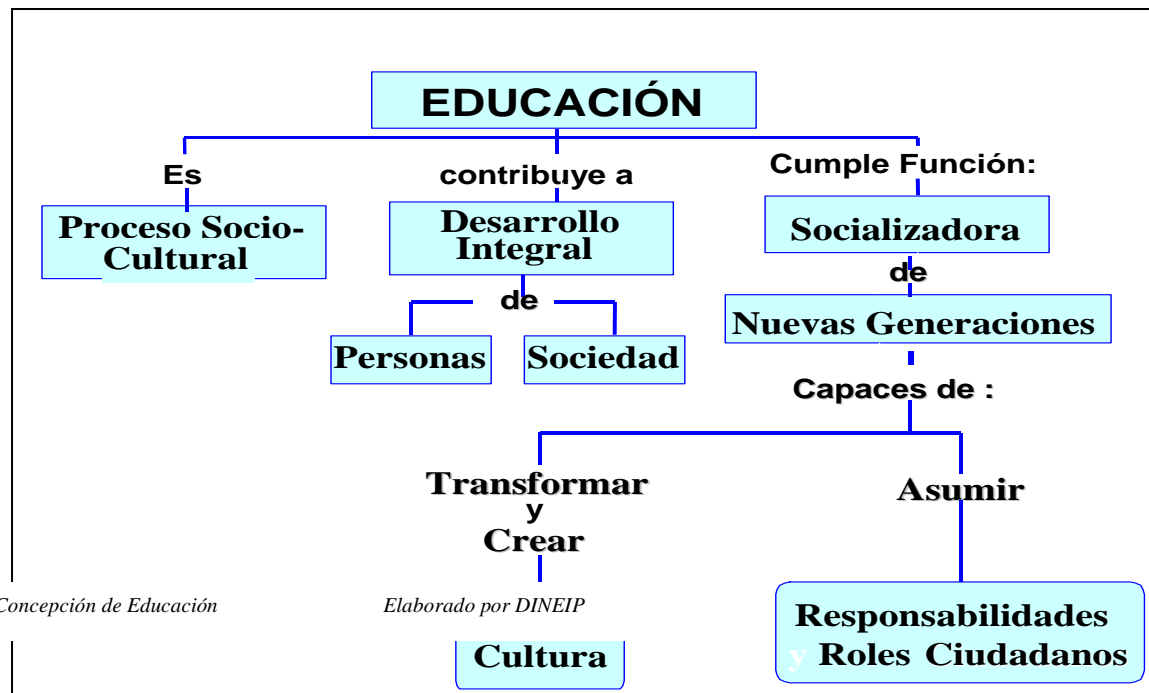 EDUCACIÓN
Es
contribuye a
Cumple Función:
Proceso Socio-
Cultural
Desarrollo
Integral
Socializadora
de
de
Nuevas Generaciones
Personas
Sociedad
Capaces de :
Transformar
y
Crear
Asumir
Concepción de Educación
Elaborado por DINEIP
Cultura
Responsabilidades
y Roles Ciudadanos